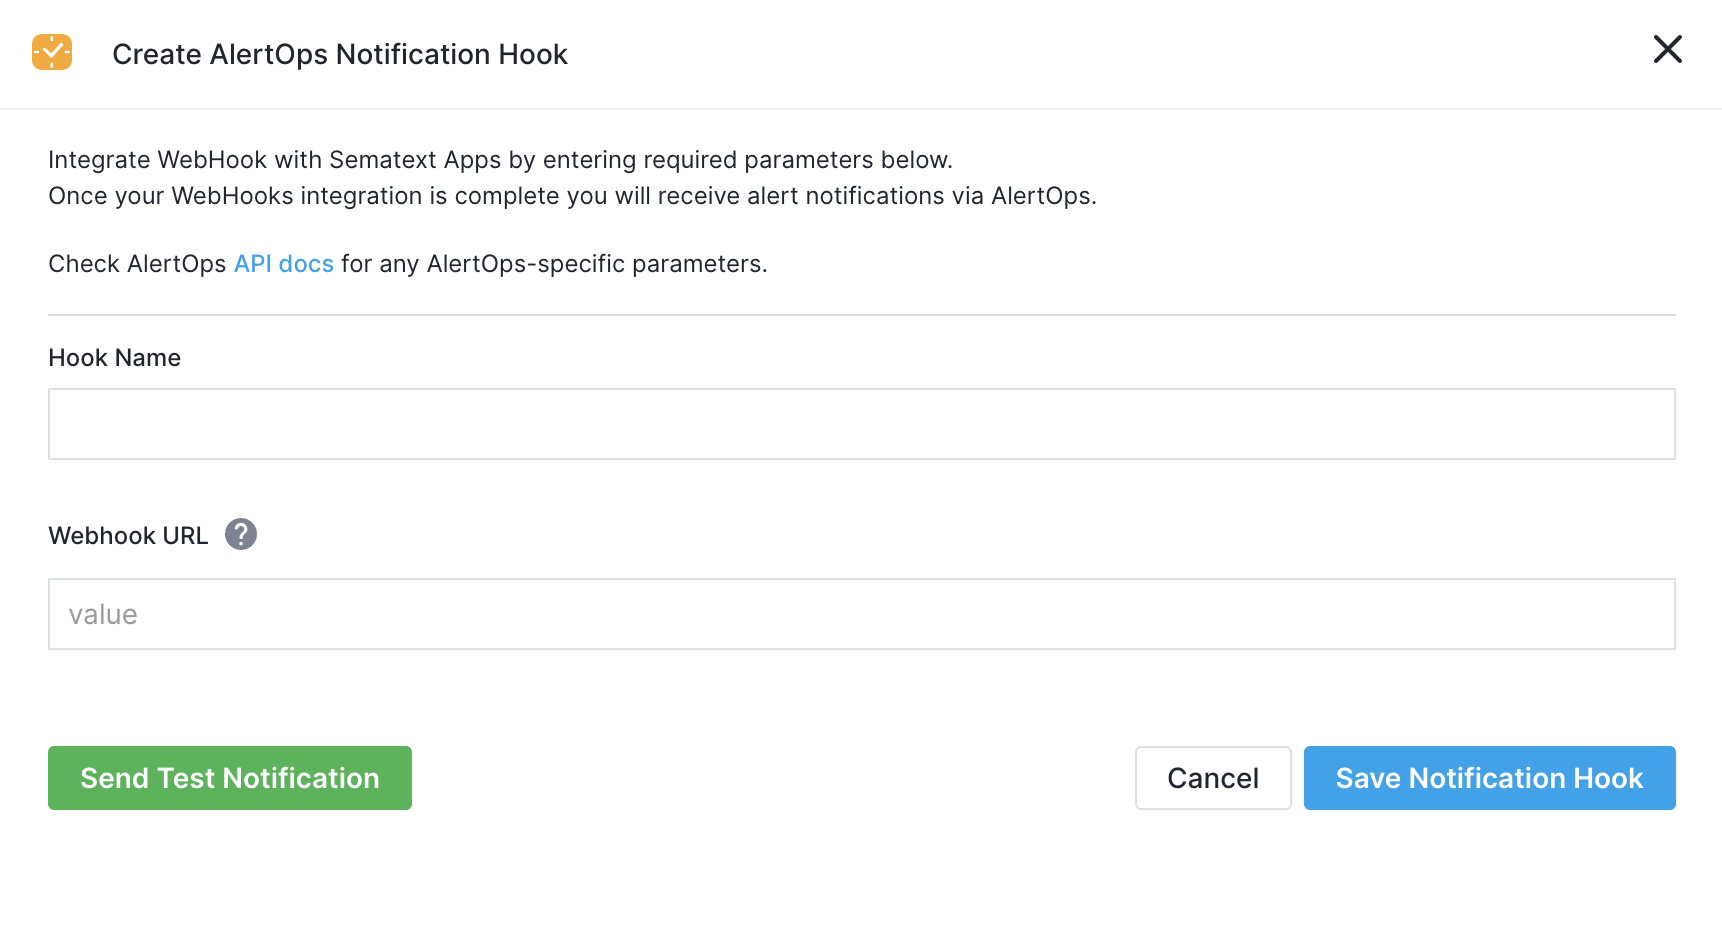 Create AlertOps Notification Hook
Integrate WebHook with Sematext Apps by entering required parameters below.
Once your WebHooks integration is complete you will receive alert notifications via AlertOps.
Check AlertOps API docs for any AlertOps-specific parameters.
Hook Name
Webhook URL ?
value
Send Test Notification
Cancel
Save Notification Hook